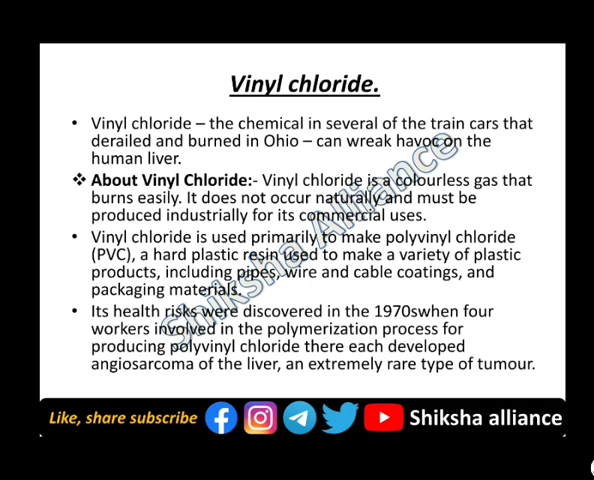 Vinyl chloride.
• Vinyl chloride – the chemical in several of the train cars that
derailed and burned in Ohio – can wreak havoc on the
human liver.
❖ About Vinyl Chloride:- Vinyl chloride is a colourless gas that
burns easily. It does not occur naturally and must be
produced industrially for its commercial uses.
• Vinyl chloride is used primarily to make polyvinyl chloride
(PVC), a hard plastic resin used to make a variety of plastic
products, including pipes, wire and cable coatings, and
packaging materials.
• Its health risks were discovered in the 1970swhen four
workers involved in the polymerization process for
producing polyvinyl chloride there each developed
angiosarcoma of the liver, an extremely rare type of tumour.
Shiksha Alliance
Like, share subscribe Shiksha alliance